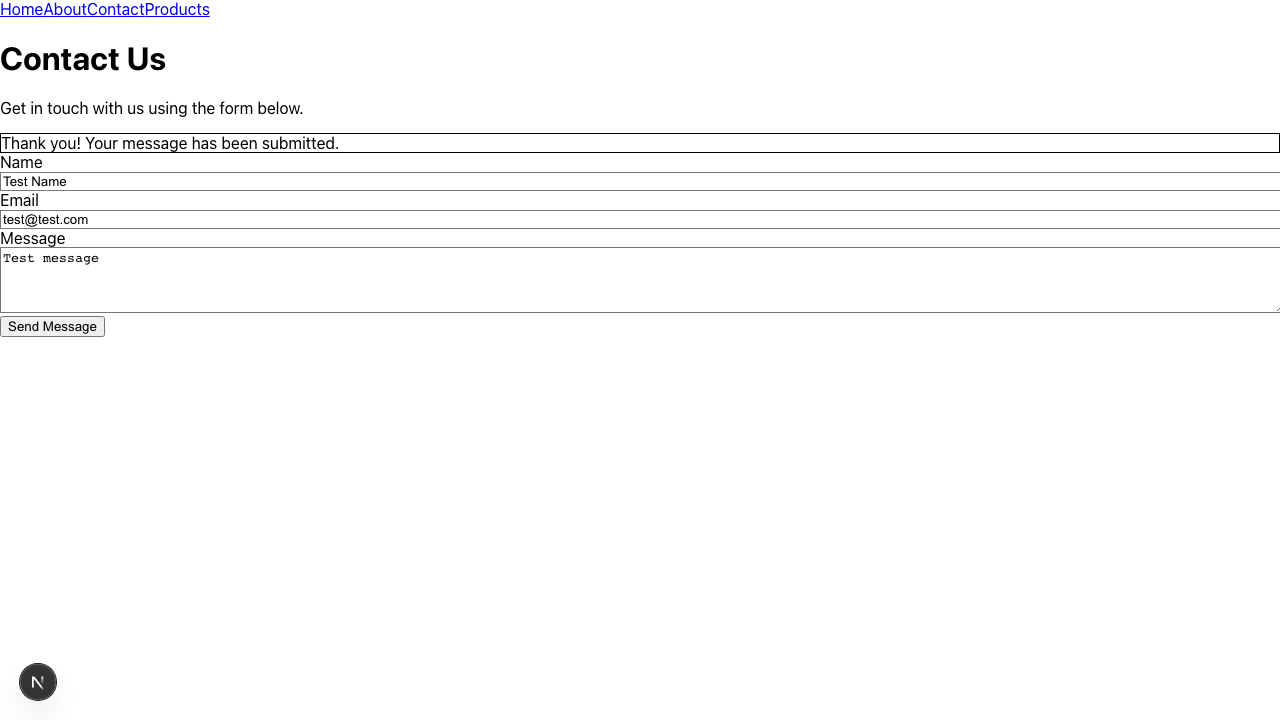 HomeAboutContactProducts
Contact Us
Get in touch with us using the form below.
Thank you! Your message has been submitted.
Name
Test Name
Email
test@test.com
Message
Test message
Send Message
N